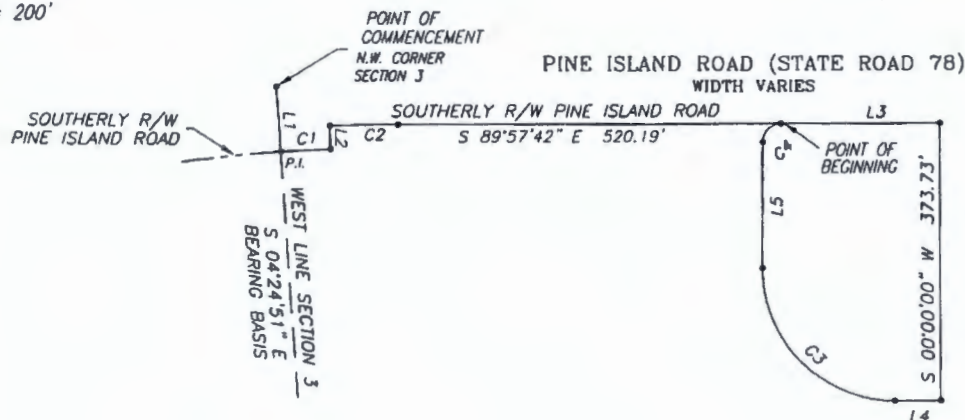 200'
POINT OF
COMMENCEMENT
N.W. CORNER
SECTION 3
PINE ISLAND ROAD (STATE ROAD 78)
WIDTH VARIES
SOUTHERLY R/W
PINE ISLAND ROAD
L1
C1
L2
C2
SOUTHERLY R/W PINE ISLAND ROAD
S 89°57'42" E 520.19'
L3
P.I.
POINT OF
BEGINNING
L5
S 00°00'00" W 373.73'
WEST LINE SECTION 3
S 04°24'51" E
BEARING BASIS
C3
L4